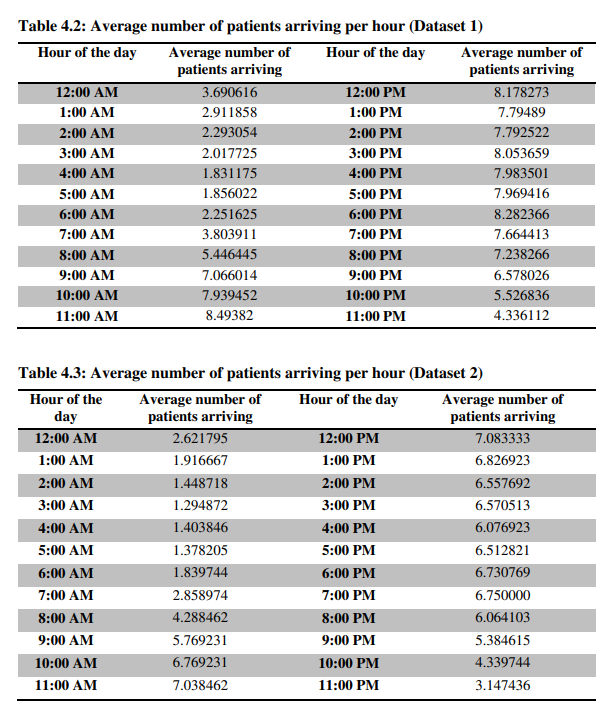 Table 4.2: Average number of patients arriving per hour (Dataset 1)
Hour of the day Average number of patients arriving Hour of the day Average number of patients arriving
12:00 AM 3.690616 12:00 PM 8.178273
1:00 AM 2.911858 1:00 PM 7.79489
2:00 AM 2.293054 2:00 PM 7.792522
3:00 AM 2.017725 3:00 PM 8.053659
4:00 AM 1.831175 4:00 PM 7.983501
5:00 AM 1.856022 5:00 PM 7.969416
6:00 AM 2.251625 6:00 PM 8.282366
7:00 AM 3.803911 7:00 PM 7.664413
8:00 AM 5.446445 8:00 PM 7.238266
9:00 AM 7.066014 9:00 PM 6.578026
10:00 AM 7.939452 10:00 PM 5.526836
11:00 AM 8.49382 11:00 PM 4.336112
Table 4.3: Average number of patients arriving per hour (Dataset 2)
Hour of the day Average number of patients arriving Hour of the day Average number of patients arriving
12:00 AM 2.621795 12:00 PM 7.083333
1:00 AM 1.916667 1:00 PM 6.826923
2:00 AM 1.448718 2:00 PM 6.557692
3:00 AM 1.294872 3:00 PM 6.570513
4:00 AM 1.403846 4:00 PM 6.076923
5:00 AM 1.378205 5:00 PM 6.512821
6:00 AM 1.839744 6:00 PM 6.730769
7:00 AM 2.858974 7:00 PM 6.750000
8:00 AM 4.288462 8:00 PM 6.064103
9:00 AM 5.769231 9:00 PM 5.384615
10:00 AM 6.769231 10:00 PM 4.339744
11:00 AM 7.038462 11:00 PM 3.147436